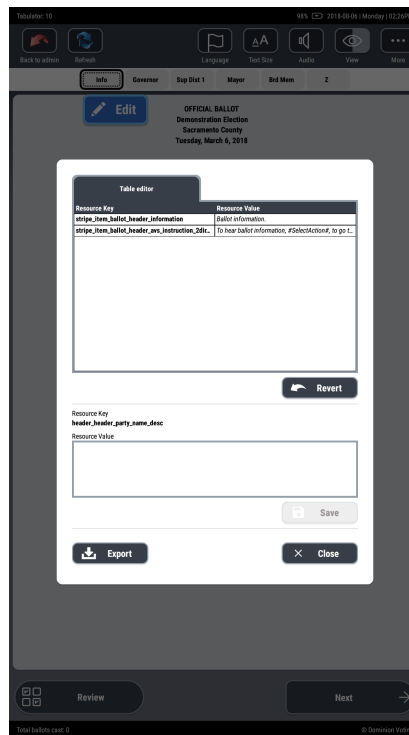 Tabulator: 10
98% 2018-08-06 | Monday | 02:26P
Back to admin
Refresh
Language
AA
Text Size
Audio
View
More
Info
Governor
Sup Dist 1
Mayor
Brd Mem
Z
Edit
OFFICIAL BALLOT
Demonstration Election
Sacramento County
Tuesday, March 6, 2018
Table editor
Resource Key Resource Value
stripe_item_ballot_header_information Ballot information.
stripe_item_ballot_header_avs_instruction_2dir... To hear ballot information, #SelectAction#, to go t...
Revert
Resource Key
header_header_party_name_desc
Resource Value
Save
Export
Close
Review
Next
Total ballots cast: 0
© Dominion Voti